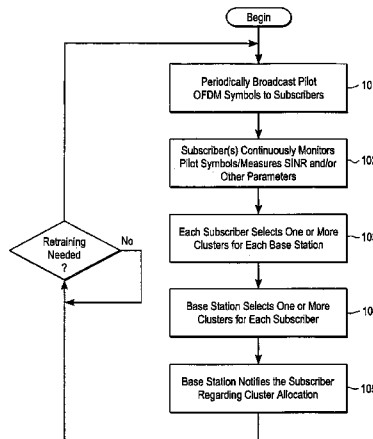 Begin
Periodically Broadcast Pilot
OFDM Symbols to Subscribers
10
Subscriber(s) Continuously Monitors
Pilot Symbols/Measures SINR and/or
Other Parameters
Each Subscriber Selects One or More
Clusters for Each Base Station
Retraining
Needed
?
No
Base Station Selects One or More
Clusters for Each Subscriber
10
Base Station Notifies the Subscriber
Regarding Cluster Allocation